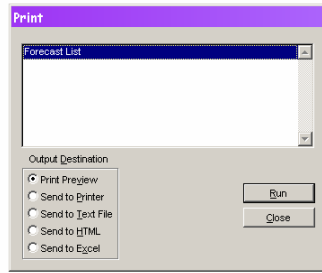 Print
Forecast List
Output Destination
Print Preview
Send to Printer
Send to Text File
Send to HTML
Send to Excel
Run
Close